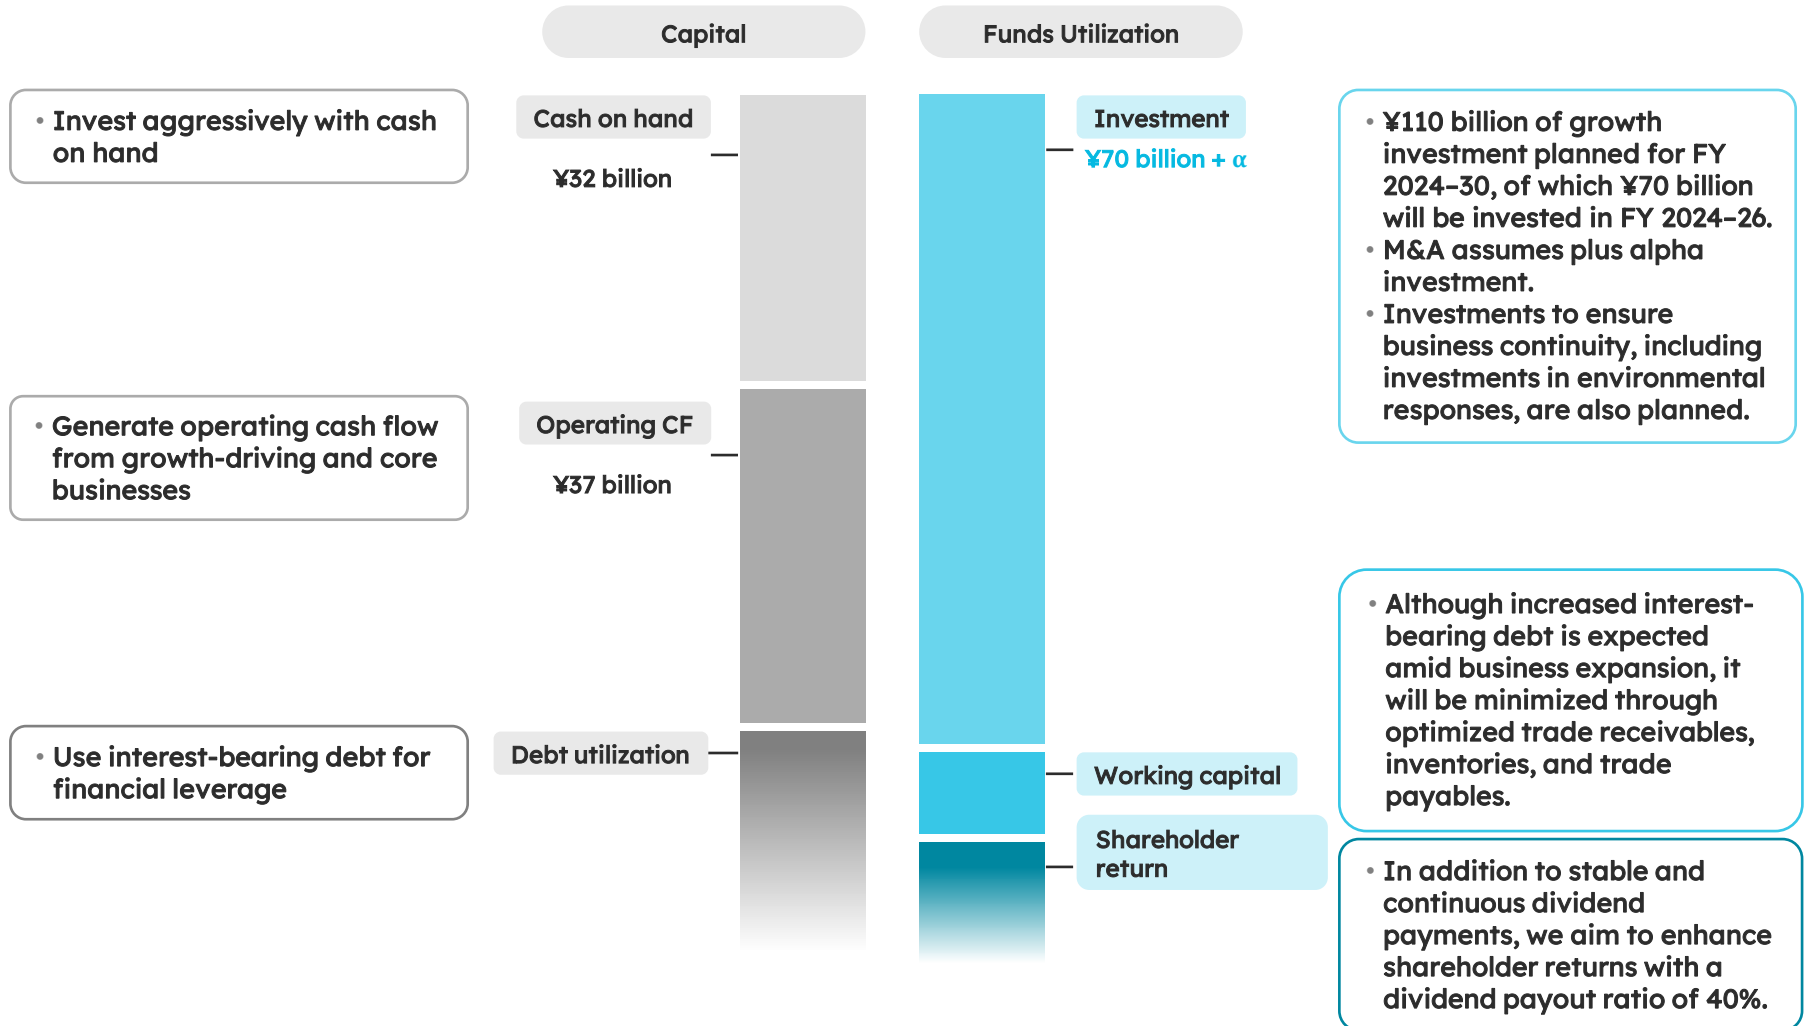 Capital
Funds Utilization
• Invest aggressively with cash
on hand
Cash on hand
¥32 billion
Investment
¥70 billion + α
• ¥110 billion of growth
investment planned for FY
2024–30, of which ¥70 billion
will be invested in FY 2024–26.
• M&A assumes plus alpha
investment.
• Investments to ensure
business continuity, including
investments in environmental
responses, are also planned.
• Generate operating cash flow
from growth-driving and core
businesses
Operating CF
¥37 billion
• Use interest-bearing debt for
financial leverage
Debt utilization
Working capital
• Although increased interest-
bearing debt is expected
amid business expansion, it
will be minimized through
optimized trade receivables,
inventories, and trade
payables.
Shareholder
return
• In addition to stable and
continuous dividend
payments, we aim to enhance
shareholder returns with a
dividend payout ratio of 40%.